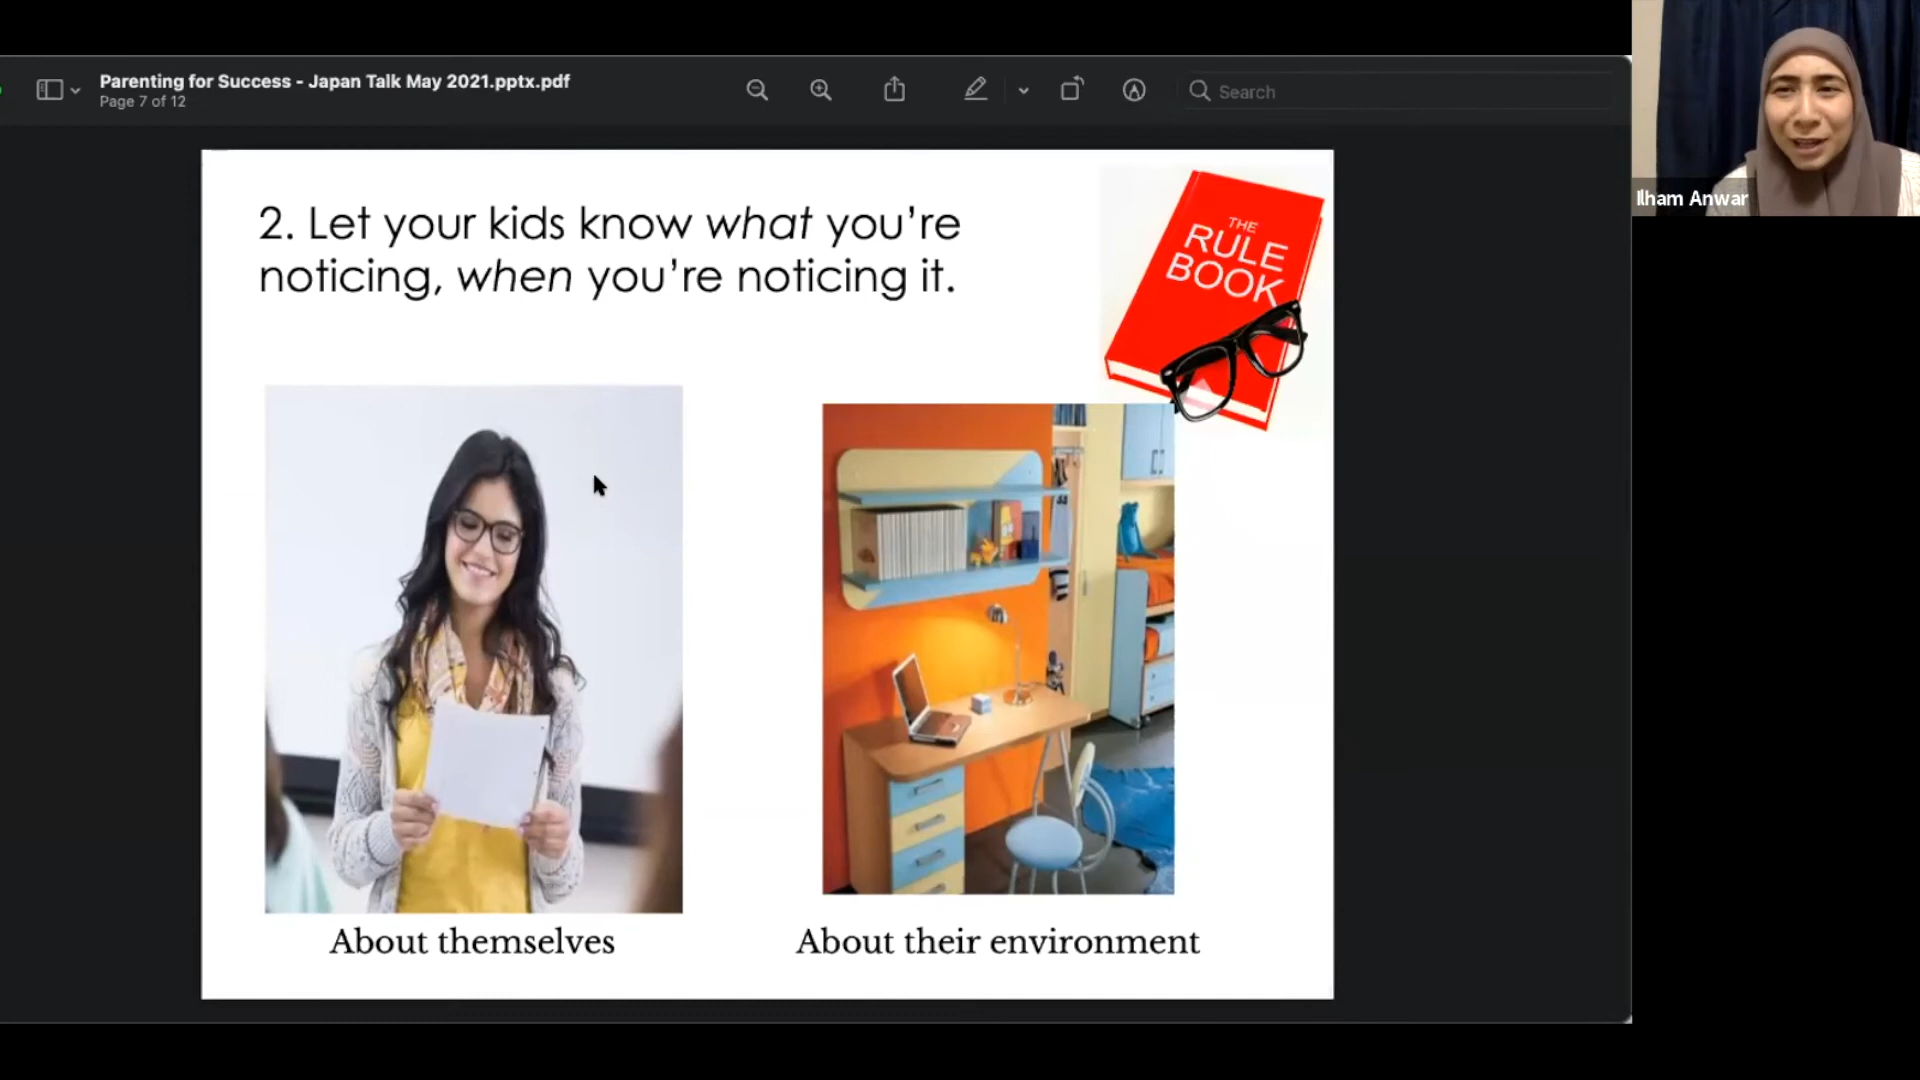 Parenting for Success - Japan Talk May 2021.pptx.pdf
Page 7 of 12
Search
Ilham Anwar
2. Let your kids know what you're
noticing, when you're noticing it.
THE
RULE
BOOK
About themselves
About their environment